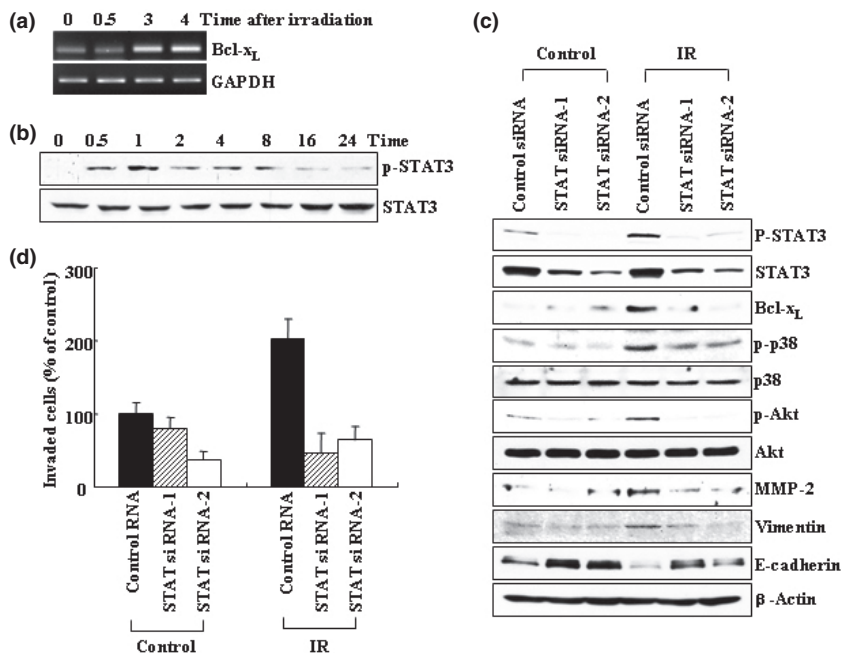 (a)
0 0.5 3 4 Time after irradiation
Bcl-xL
GAPDH
(b)
0 0.5 1 2 4 8 16 24 Time
p-STAT3
STAT3
(c)
Control IR
Control siRNA
STAT siRNA-1
STAT siRNA-2
Control siRNA
STAT siRNA-1
STAT siRNA-2
P-STAT3
STAT3
Bcl-xL
p-p38
p38
p-Akt
Akt
MMP-2
Vimentin
E-cadherin
β -Actin
(d)
Invaded cells (% of control)
300
200
100
0
Control RNA
STAT si RNA-1
STAT si RNA-2
Control RNA
STAT si RNA-1
STAT si RNA-2
Control
IR